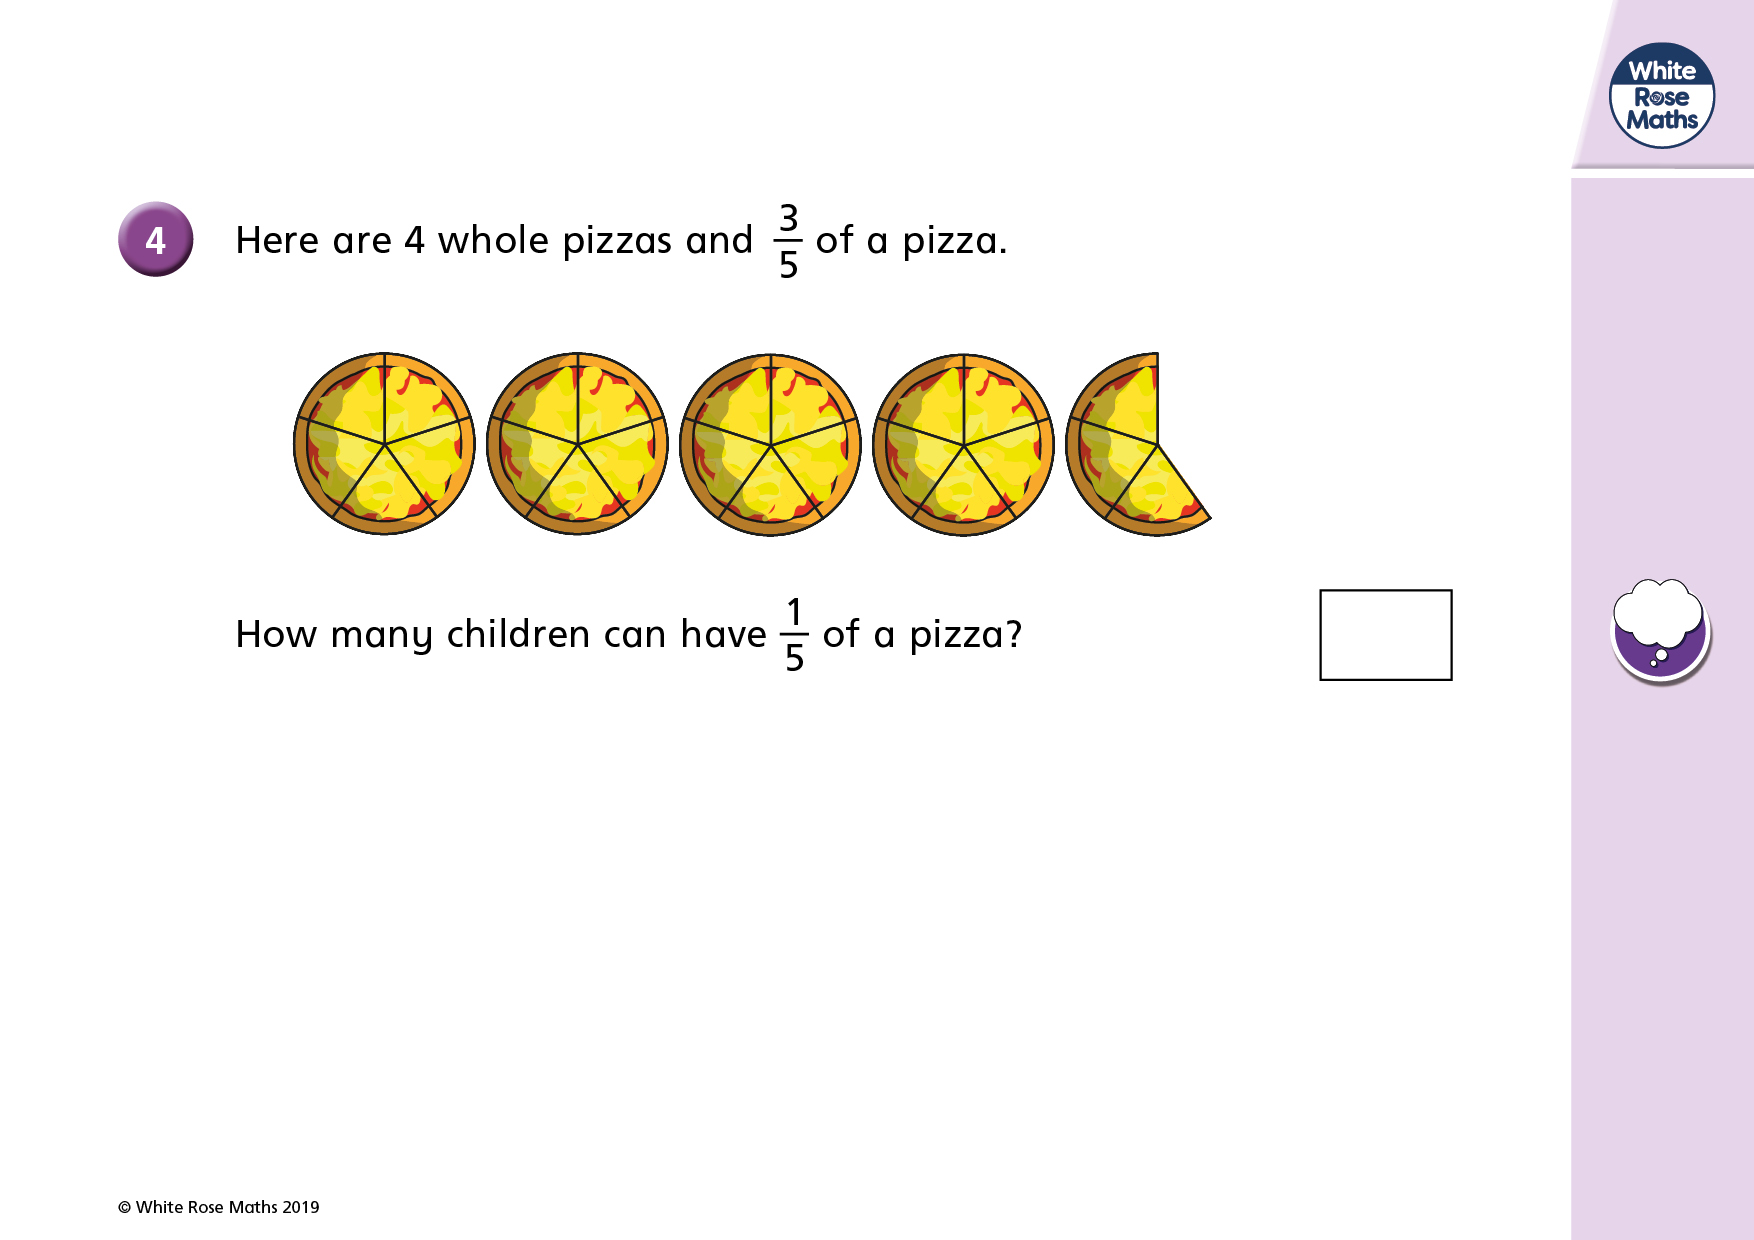 White
Rose
Maths
4 Here are 4 whole pizzas and 3/5 of a pizza.
How many children can have 1/5 of a pizza?
© White Rose Maths 2019